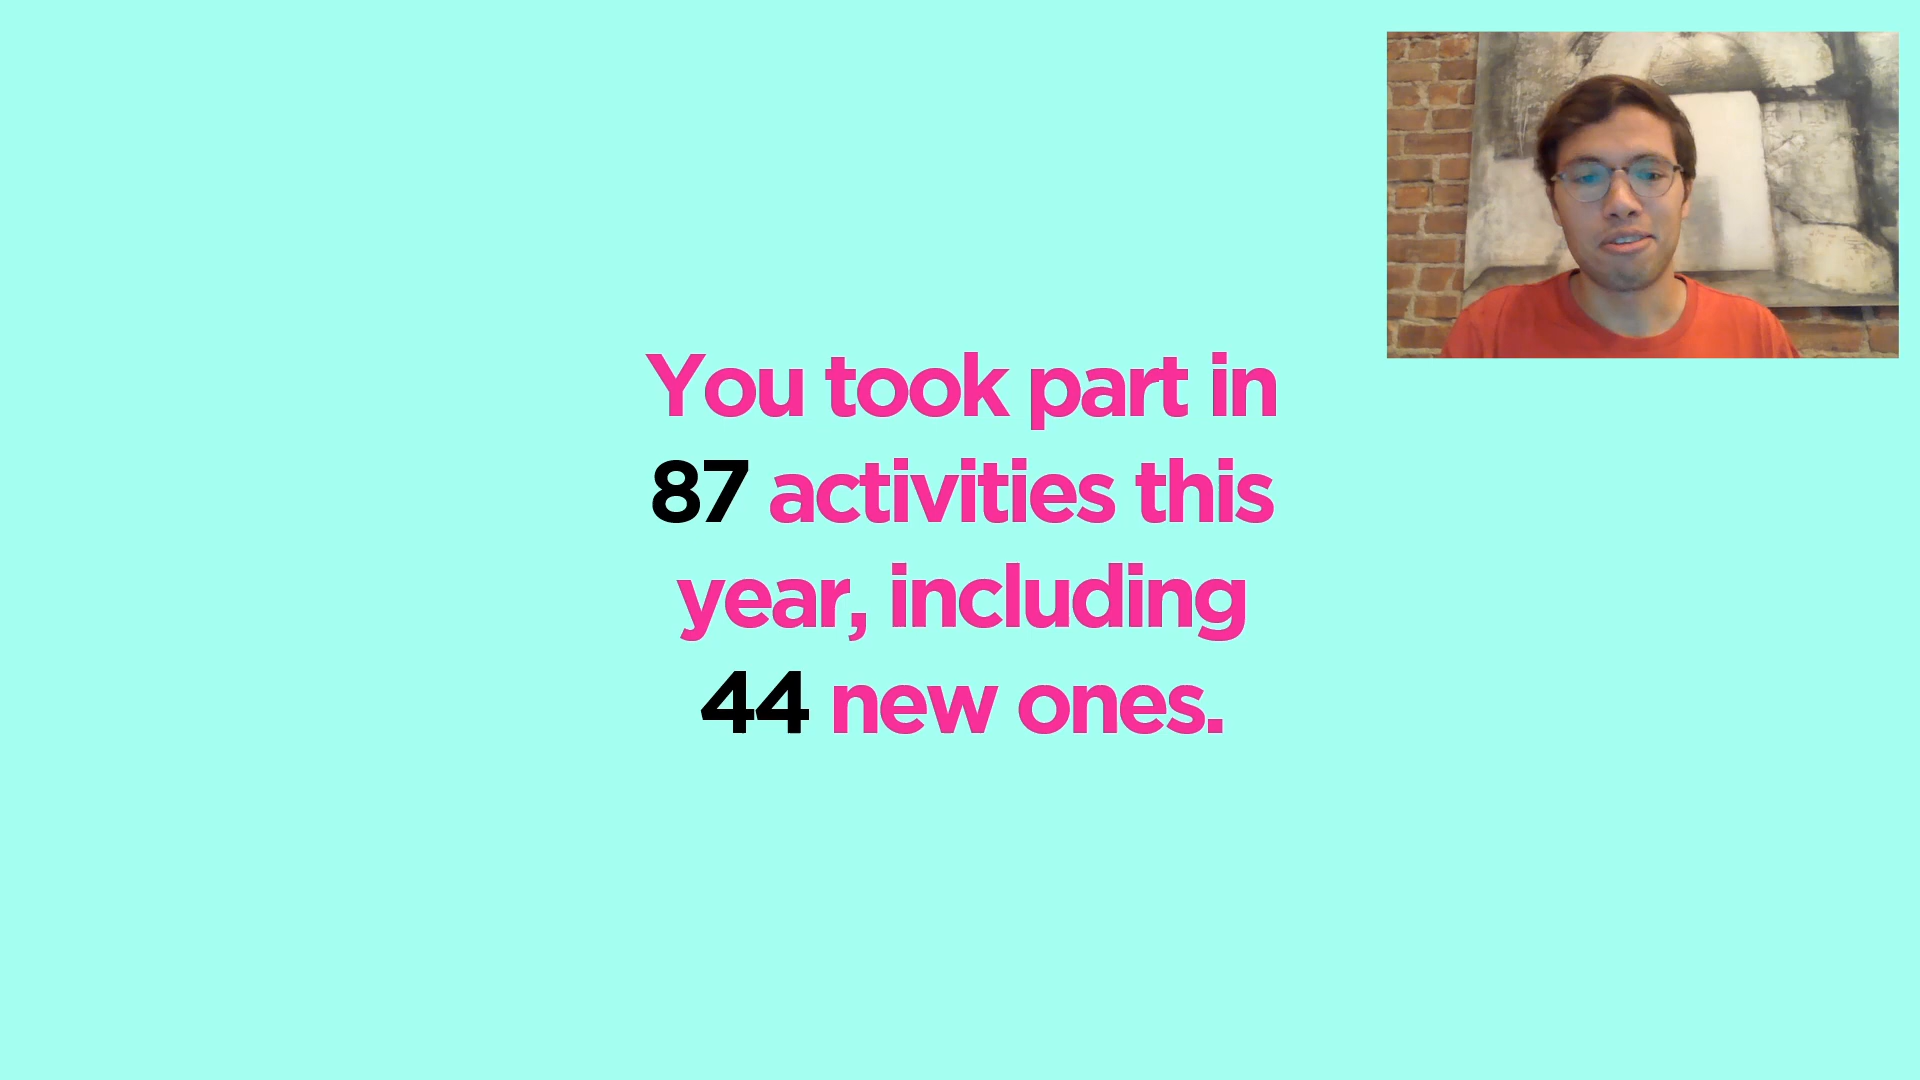 You took part in
87 activities this
year, including
44 new ones.